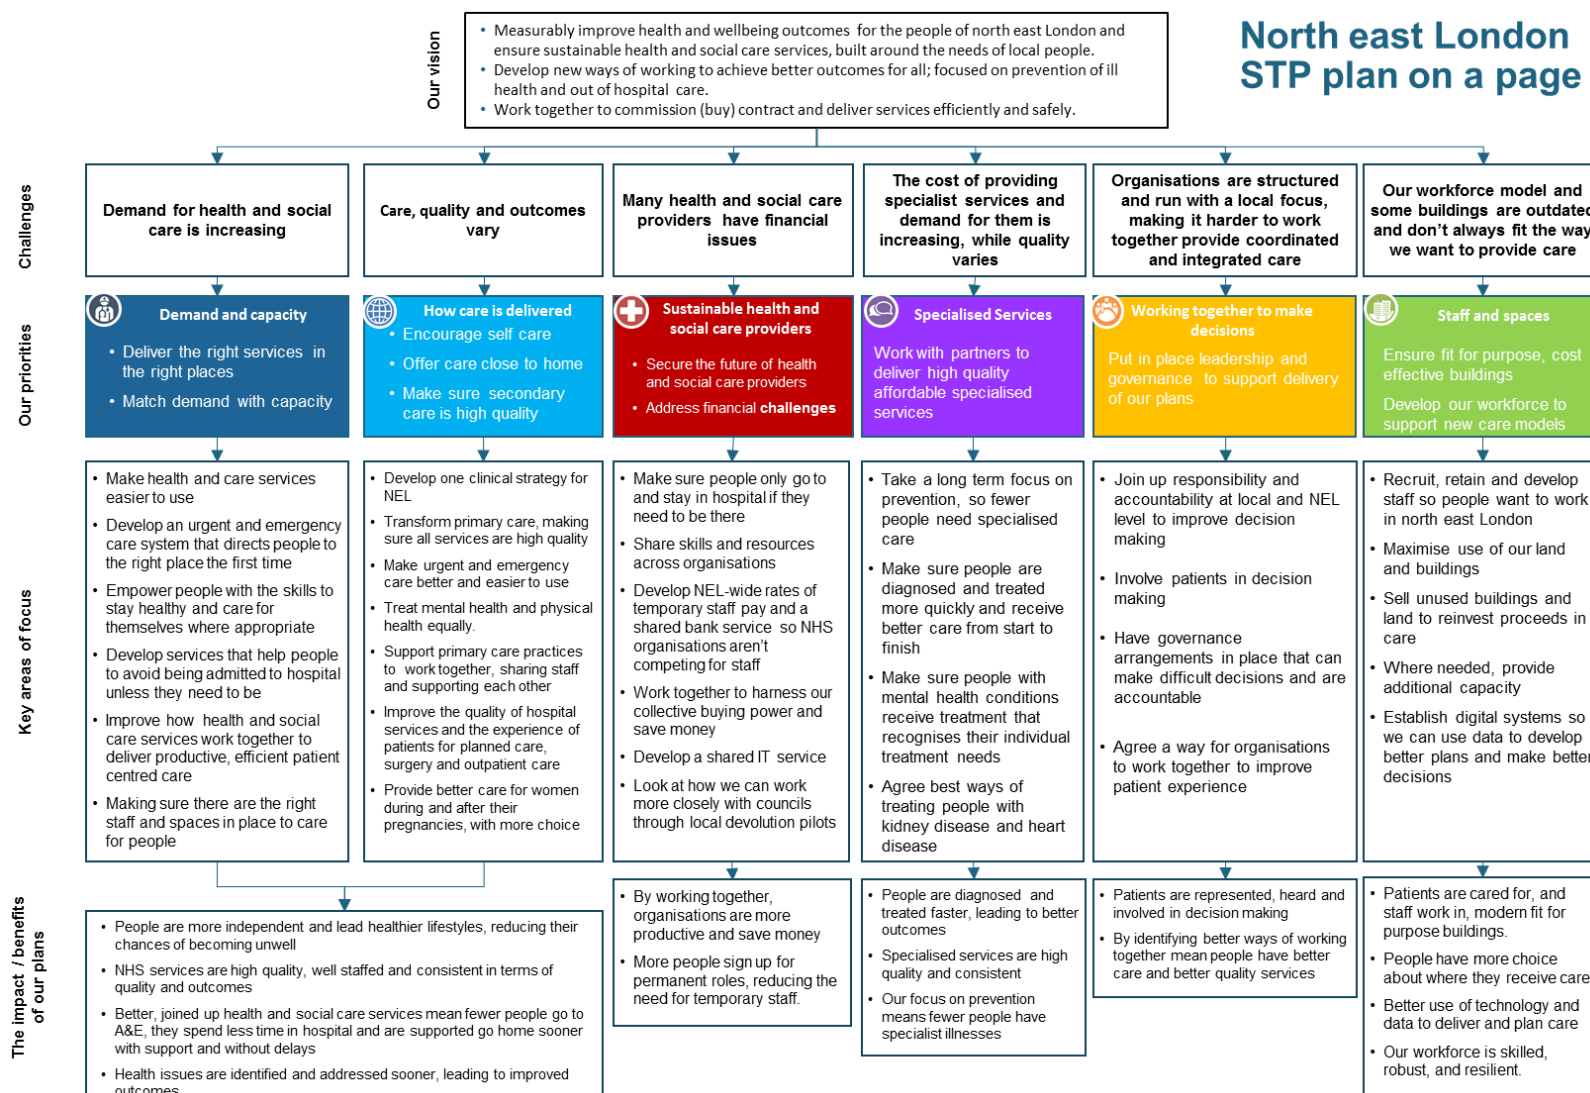 North east London
STP plan on a page
Our vision
• Measurably improve health and wellbeing outcomes for the people of north east London and
ensure sustainable health and social care services, built around the needs of local people.
• Develop new ways of working to achieve better outcomes for all; focused on prevention of ill
health and out of hospital care.
• Work together to commission (buy) contract and deliver services efficiently and safely.
Challenges
Demand for health and social
care is increasing
Care, quality and outcomes
vary
Many health and social care
providers have financial
issues
The cost of providing
specialist services and
demand for them is
increasing, while quality
varies
Organisations are structured
and run with a local focus,
making it harder to work
together provide coordinated
and integrated care
Our workforce model and
some buildings are outdated
and don't always fit the way
we want to provide care
Our priorities
Demand and capacity
• Deliver the right services in
the right places
• Match demand with capacity
How care is delivered
• Encourage self care
• Offer care close to home
• Make sure secondary
care is high quality
Sustainable health and
social care providers
• Secure the future of health
and social care providers
• Address financial challenges
Specialised Services
Work with partners to
deliver high quality
affordable specialised
services
Working together to make
decisions
Put in place leadership and
governance to support delivery
of our plans
Staff and spaces
Ensure fit for purpose, cost
effective buildings
Develop our workforce to
support new care models
Key areas of focus
• Make health and care services
easier to use
• Develop an urgent and emergency
care system that directs people to
the right place the first time
• Empower people with the skills to
stay healthy and care for
themselves where appropriate
• Develop services that help people
to avoid being admitted to hospital
unless they need to be
• Improve how health and social
care services work together to
deliver productive, efficient patient
centred care
• Making sure there are the right
staff and spaces in place to care
for people
• Develop one clinical strategy for
NEL
• Transform primary care, making
sure all services are high quality
• Make urgent and emergency
care better and easier to use
• Treat mental health and physical
health equally.
• Support primary care practices
to work together, sharing staff
and supporting each other
• Improve the quality of hospital
services and the experience of
patients for planned care,
surgery and outpatient care
• Provide better care for women
during and after their
pregnancies, with more choice
• Make sure people only go to
and stay in hospital if they
need to be there
• Share skills and resources
across organisations
• Develop NEL-wide rates of
temporary staff pay and a
shared bank service so NHS
organisations aren't
competing for staff
• Work together to harness our
collective buying power and
save money
• Develop a shared IT service
• Look at how we can work
more closely with councils
through local devolution pilots
• Take a long term focus on
prevention, so fewer
people need specialised
care
• Make sure people are
diagnosed and treated
more quickly and receive
better care from start to
finish
• Make sure people with
mental health conditions
receive treatment that
recognises their individual
treatment needs
• Agree best ways of
treating people with
kidney disease and heart
disease
• Join up responsibility and
accountability at local and NEL
level to improve decision
making
• Involve patients in decision
making
• Have governance
arrangements in place that can
make difficult decisions and are
accountable
• Agree a way for organisations
to work together to improve
patient experience
• Recruit, retain and develop
staff so people want to work
in north east London
• Maximise use of our land
and buildings
• Sell unused buildings and
land to reinvest proceeds in
care
• Where needed, provide
additional capacity
• Establish digital systems so
we can use data to develop
better plans and make better
decisions
The impact / benefits
of our plans
• People are more independent and lead healthier lifestyles, reducing their
chances of becoming unwell
• NHS services are high quality, well staffed and consistent in terms of
quality and outcomes
• Better, joined up health and social care services mean fewer people go to
A&E, they spend less time in hospital and are supported go home sooner
with support and without delays
• Health issues are identified and addressed sooner, leading to improved
outcomes
• By working together,
organisations are more
productive and save money
• More people sign up for
permanent roles, reducing the
need for temporary staff.
• People are diagnosed and
treated faster, leading to better
outcomes
• Specialised services are high
quality and consistent
• Our focus on prevention
means fewer people have
specialist illnesses
• Patients are represented, heard and
involved in decision making
• By identifying better ways of working
together mean people have better
care and better quality services
• Patients are cared for, and
staff work in, modern fit for
purpose buildings.
• People have more choice
about where they receive care
• Better use of technology and
data to deliver and plan care
• Our workforce is skilled,
robust, and resilient.